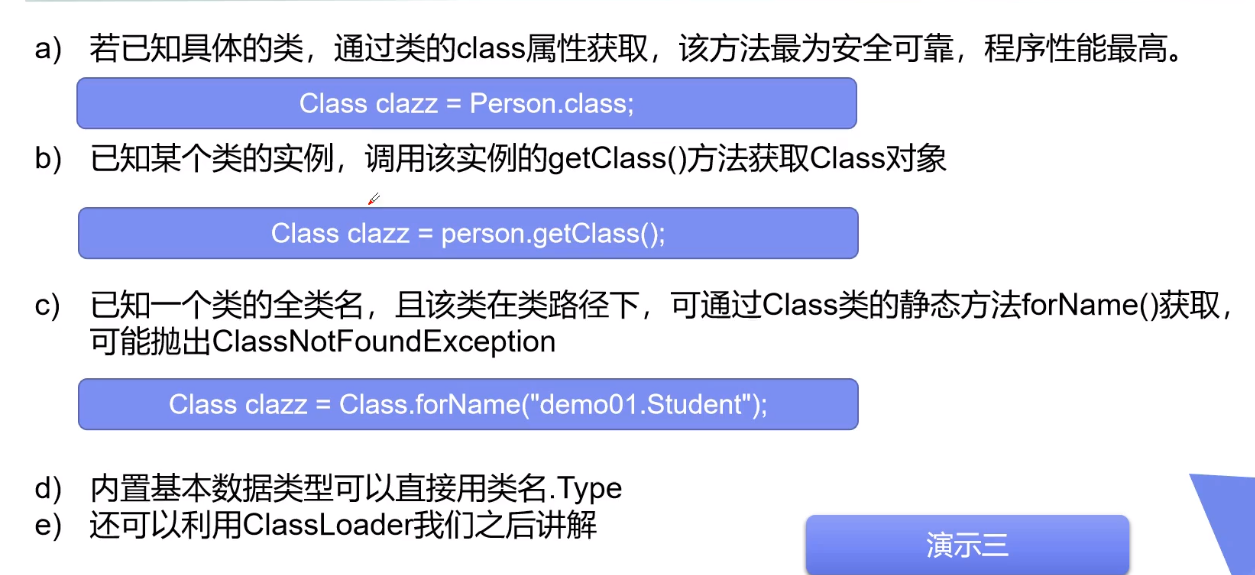 a) 若已知具体的类，通过类的class属性获取，该方法最为安全可靠，程序性能最高。
Class clazz = Person.class;
b) 已知某个类的实例，调用该实例的getClass()方法获取Class对象
Class clazz = person.getClass();
c) 已知一个类的全类名，且该类在类路径下，可通过Class类的静态方法forName()获取，
可能抛出ClassNotFoundException
Class clazz = Class.forName("demo01.Student");
d) 内置基本数据类型可以直接用类名.Type
e) 还可以利用ClassLoader我们之后讲解
演示三